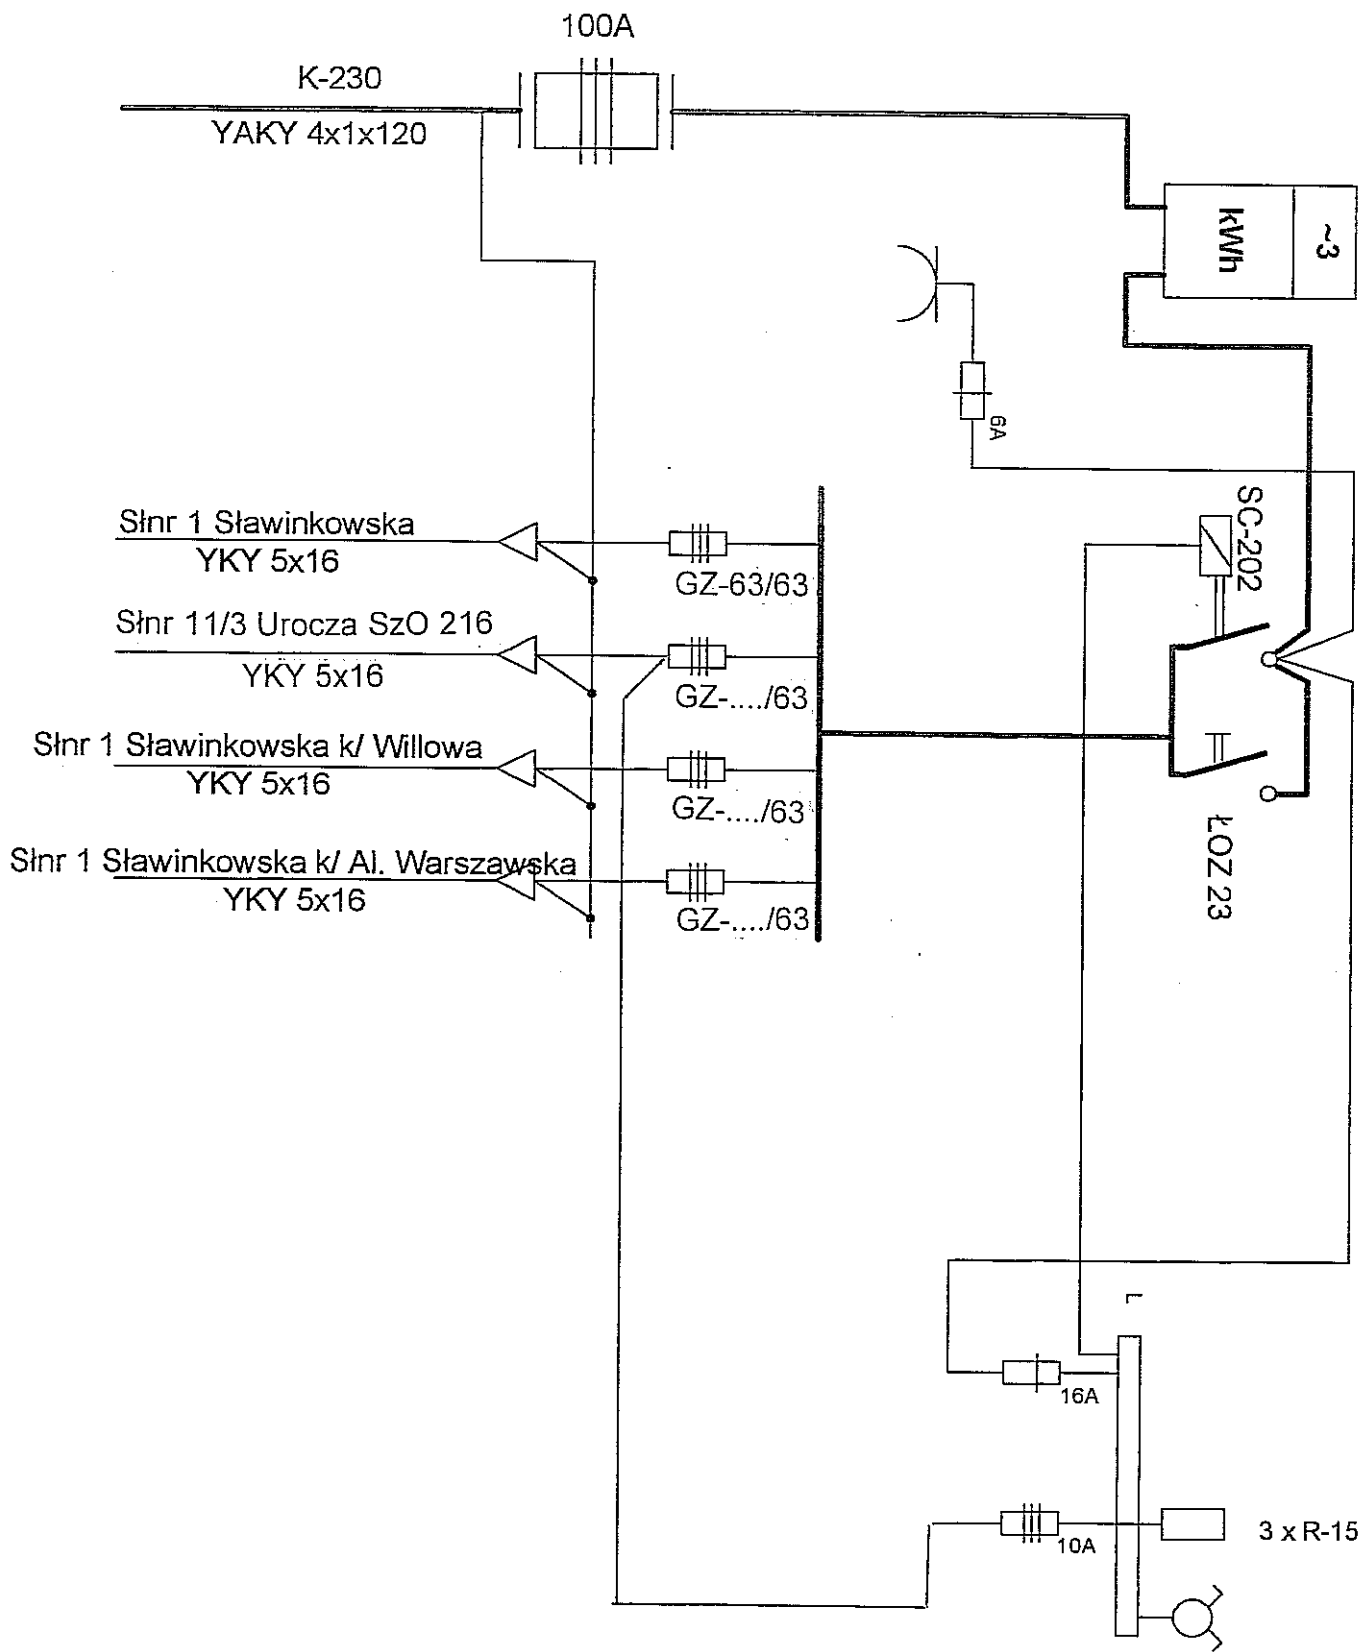 100A
K-230
YAKY 4x1x120
kWh
~3
6A
SC-202
Słnr 1 Sławinkowska
YKY 5x16
GZ-63/63
Słnr 11/3 Urocza SzO 216
YKY 5x16
GZ-..../63
Słnr 1 Sławinkowska k/ Willowa
YKY 5x16
GZ-..../63
ŁOZ 23
Słnr 1 Sławinkowska k/ Al. Warszawska
YKY 5x16
GZ-..../63
L
16A
10A
3 x R-15